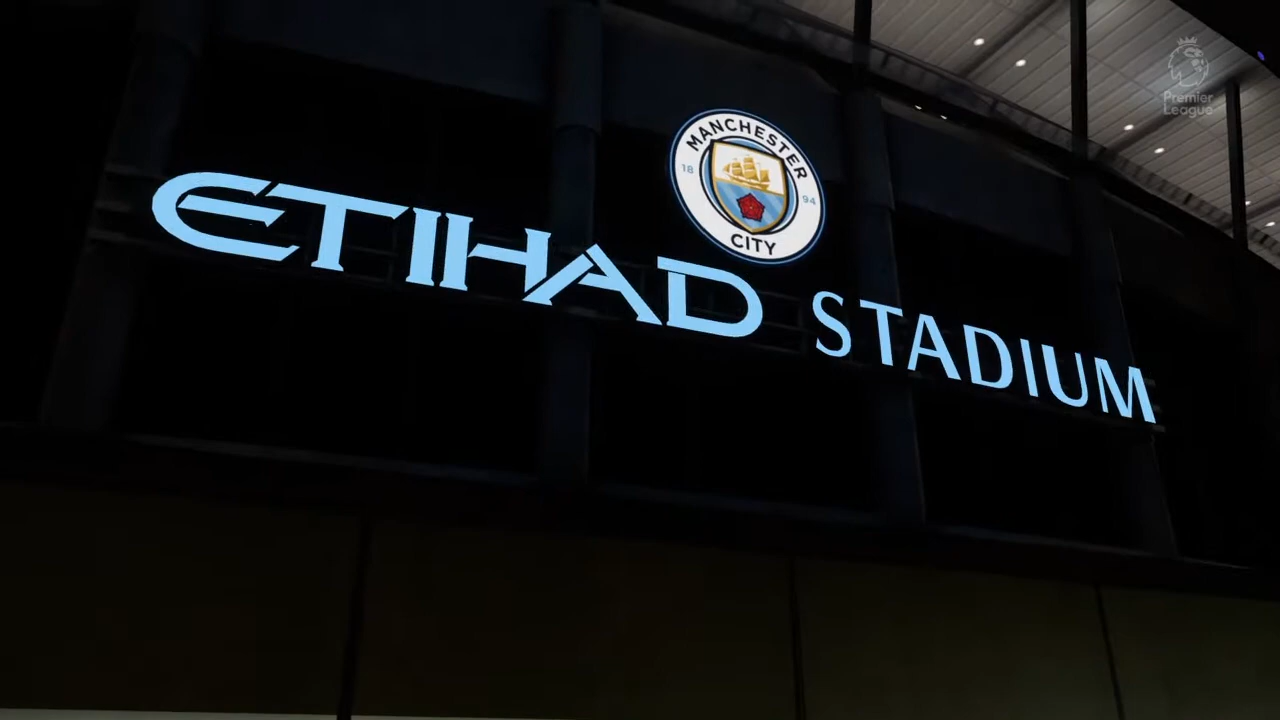 MANCHESTER
18 94
CITY
ETIHAD STADIUM
Premier
League